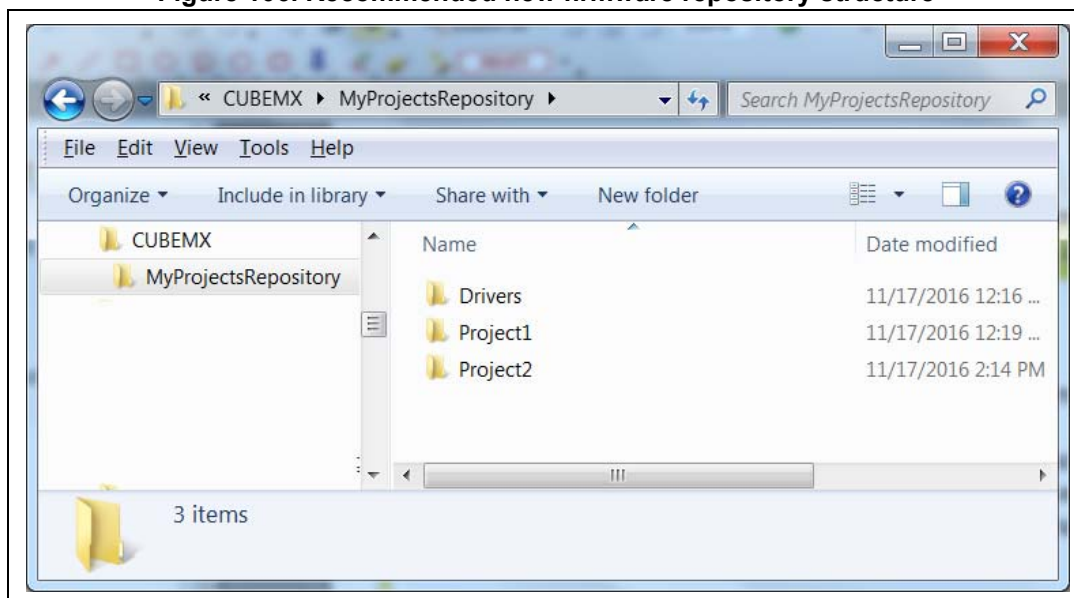 « CUBEMX MyProjectsRepository
Search MyProjectsRepository
File Edit View Tools Help
Organize Include in library Share with New folder
CUBEMX
MyProjectsRepository
Name Date modified
Drivers 11/17/2016 12:16 ...
Project1 11/17/2016 12:19 ...
Project2 11/17/2016 2:14 PM
3 items